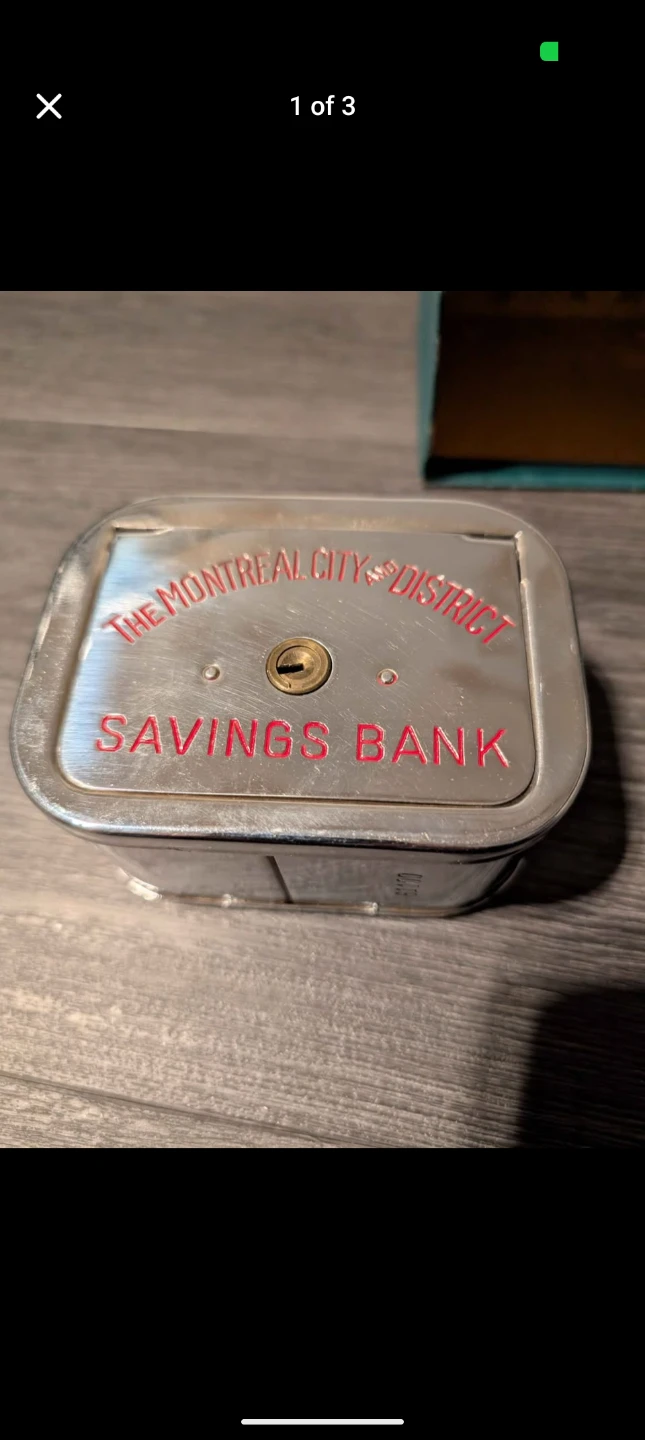 1 of 3
THE MONTREAL CITY AND DISTRICT
SAVINGS BANK